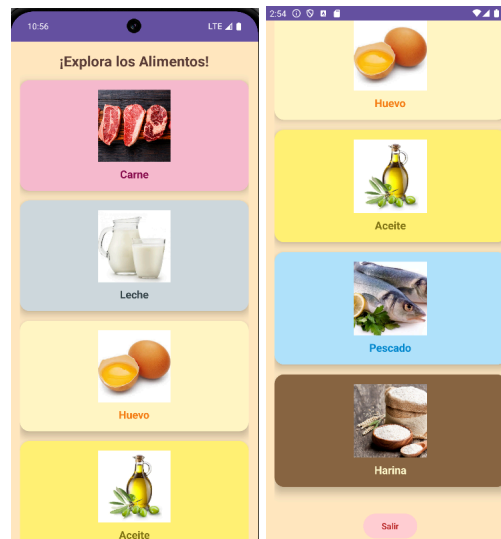 10:56
LTE
¡Explora los Alimentos!
Carne
Leche
Huevo
Aceite
2:54
Huevo
Aceite
Pescado
Harina
Salir